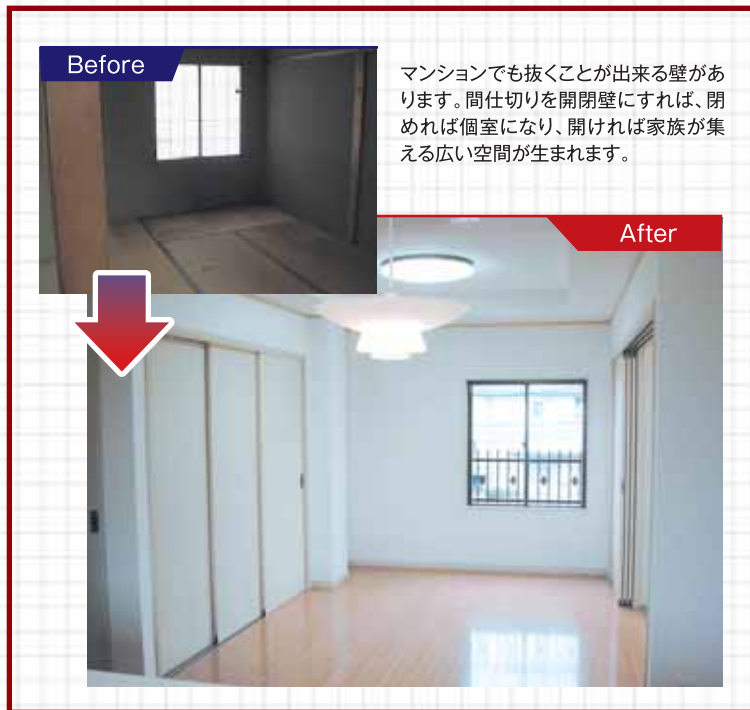 Before
マンションでも抜くことが出来る壁があ
ります。間仕切りを開閉壁にすれば、閉
めれば個室になり、開ければ家族が集
える広い空間が生まれます。
After